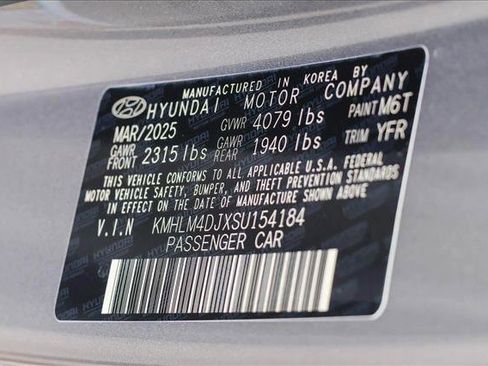 MANUFACTURED IN KOREA BY
HYUNDAI MOTOR COMPANY
MAR/2025 GVWR 4079 lbs PAINT M6T
GAWR FRONT 2315 lbs GAWR REAR 1940 lbs TRIM YFR
THIS VEHICLE CONFORMS TO ALL APPLICABLE U.S.A. FEDERAL
MOTOR VEHICLE SAFETY, BUMPER, AND THEFT PREVENTION STANDARDS
IN EFFECT ON THE DATE OF MANUFACTURE SHOWN ABOVE.
V.I.N KMHLM4DJXSU154184
PASSENGER CAR